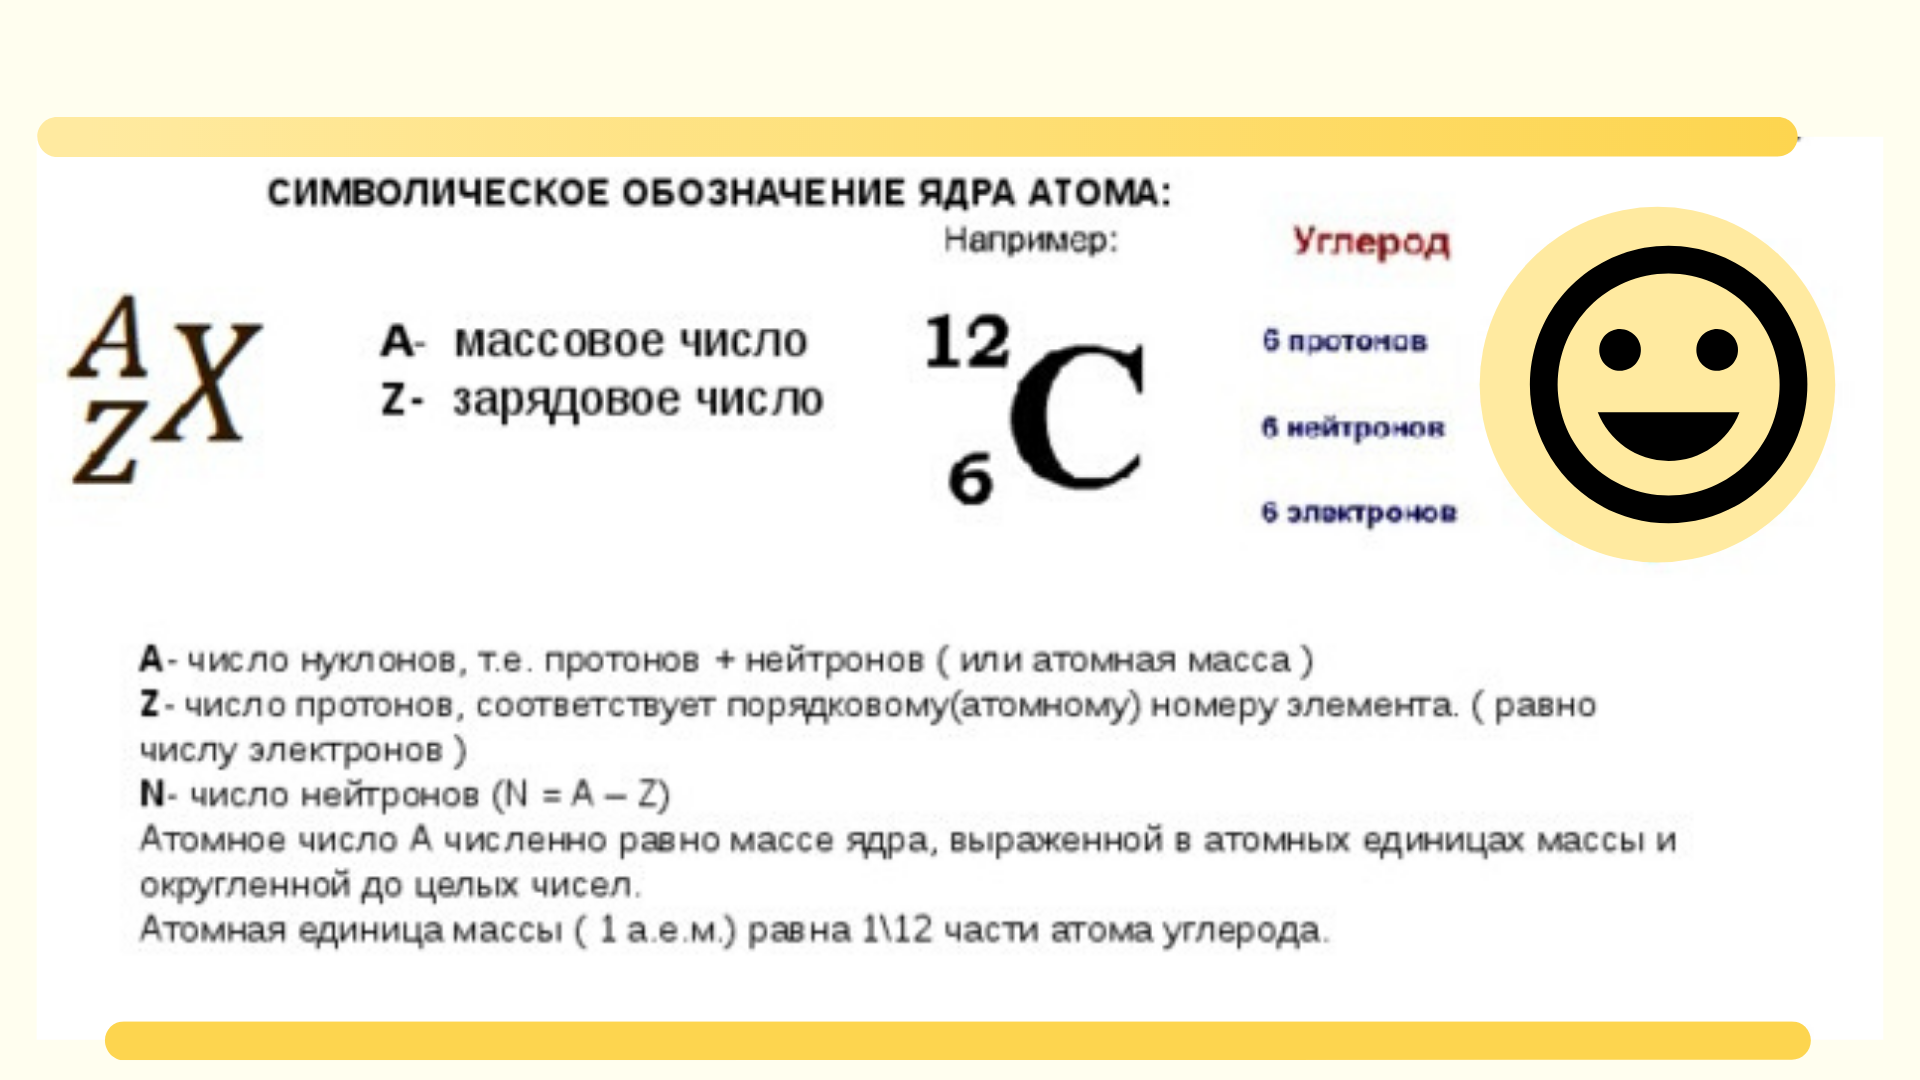 СИМВОЛИЧЕСКОЕ ОБОЗНАЧЕНИЕ ЯДРА АТОМА:
Например:
Углерод
A
Z
X
A- массовое число
Z- зарядовое число
12
6
C
6 протонов
6 нейтронов
6 электронов
A- число нуклонов, т.е. протонов + нейтронов ( или атомная масса )
Z- число протонов, соответствует порядковому(атомному) номеру элемента. ( равно
числу электронов )
N- число нейтронов (N = A – Z)
Атомное число А численно равно массе ядра, выраженной в атомных единицах массы и
округленной до целых чисел.
Атомная единица массы ( 1 а.е.м.) равна 1\12 части атома углерода.